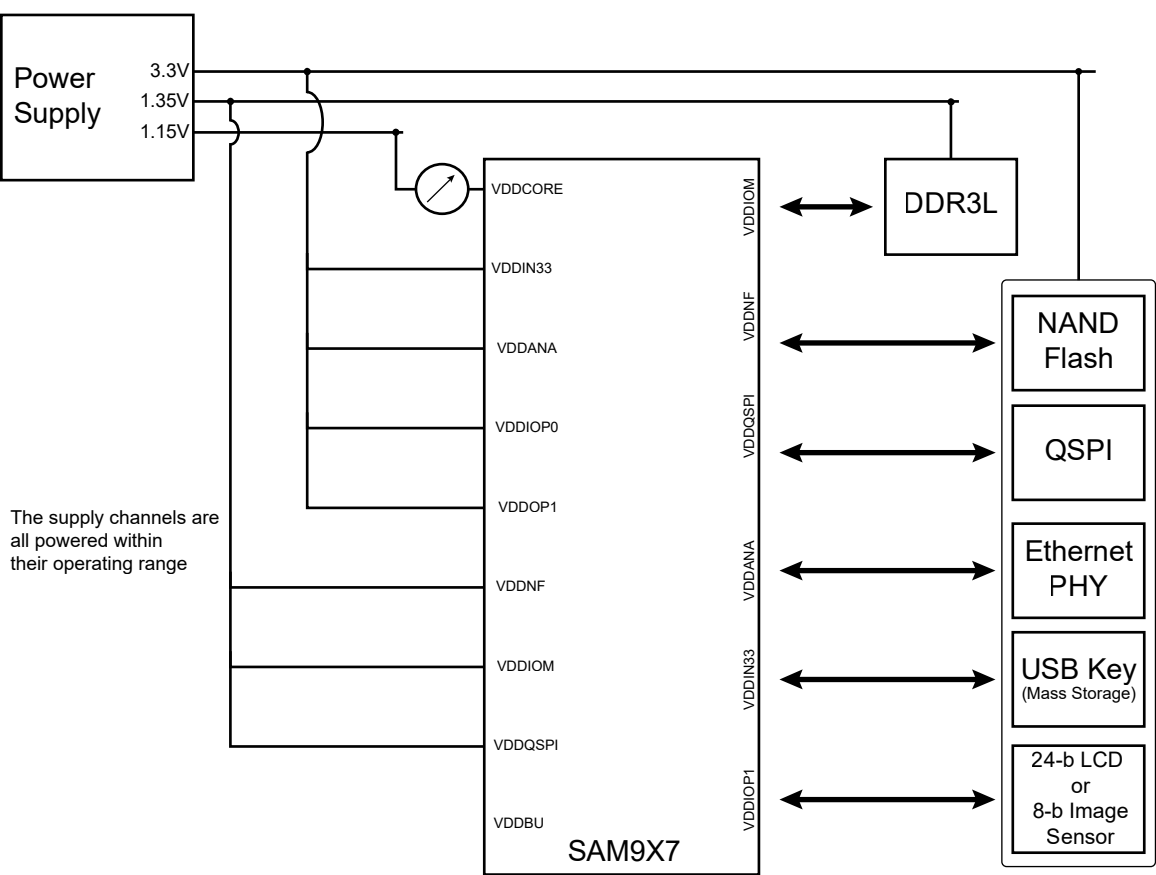 Power
Supply
3.3V
1.35V
1.15V
VDDCORE
VDDIN33
VDDANA
VDDIOP0
VDDOP1
VDDNF
VDDIOM
VDDQSPI
VDDBU
The supply channels are
all powered within
their operating range
SAM9X7
VDDIOM
VDDNF
VDDQSPI
VDDANA
VDDIN33
VDDIOP1
DDR3L
NAND
Flash
QSPI
Ethernet
PHY
USB Key
(Mass Storage)
24-b LCD
or
8-b Image
Sensor